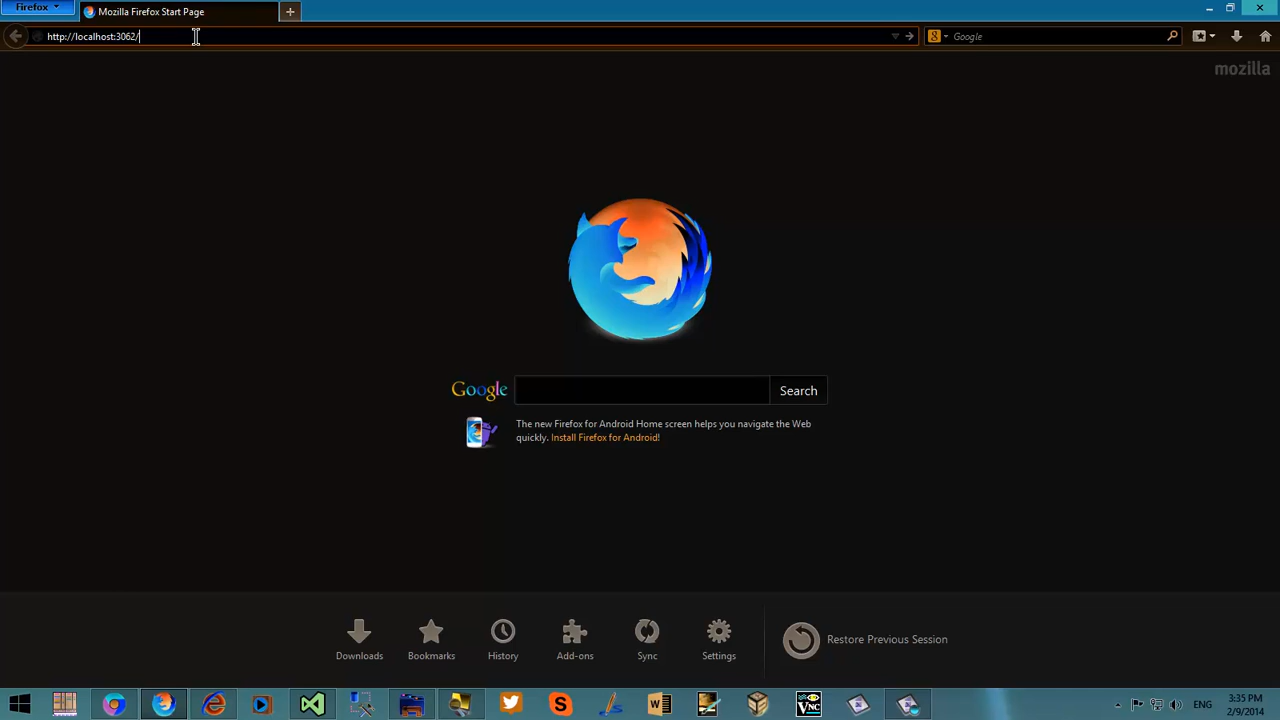 Firefox
Mozilla Firefox Start Page
http://localhost:3062/
Google
mozilla
Google
Search
The new Firefox for Android Home screen helps you navigate the Web
quickly. Install Firefox for Android!
Downloads
Bookmarks
History
Add-ons
Sync
Settings
Restore Previous Session
VNC
ENG
3:35 PM
2/9/2014